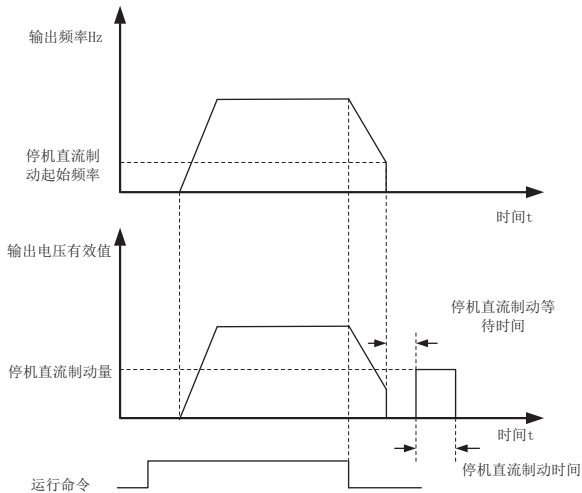 输出频率Hz
停机直流制
动起始频率
时间t
输出电压有效值
停机直流制动等
待时间
停机直流制动量
时间t
停机直流制动时间
运行命令